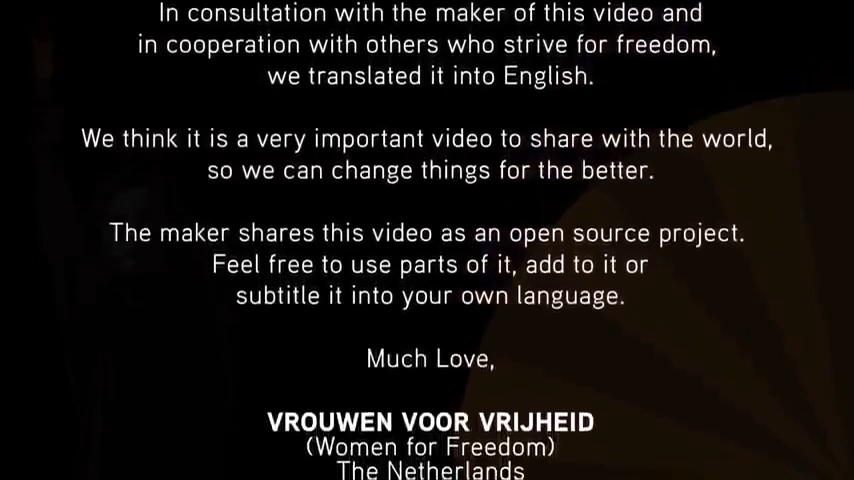 In consultation with the maker of this video and
in cooperation with others who strive for freedom,
we translated it into English.
We think it is a very important video to share with the world,
so we can change things for the better.
The maker shares this video as an open source project.
Feel free to use parts of it, add to it or
subtitle it into your own language.
Much Love,
VROUWEN VOOR VRIJHEID
(Women for Freedom)
The Netherlands